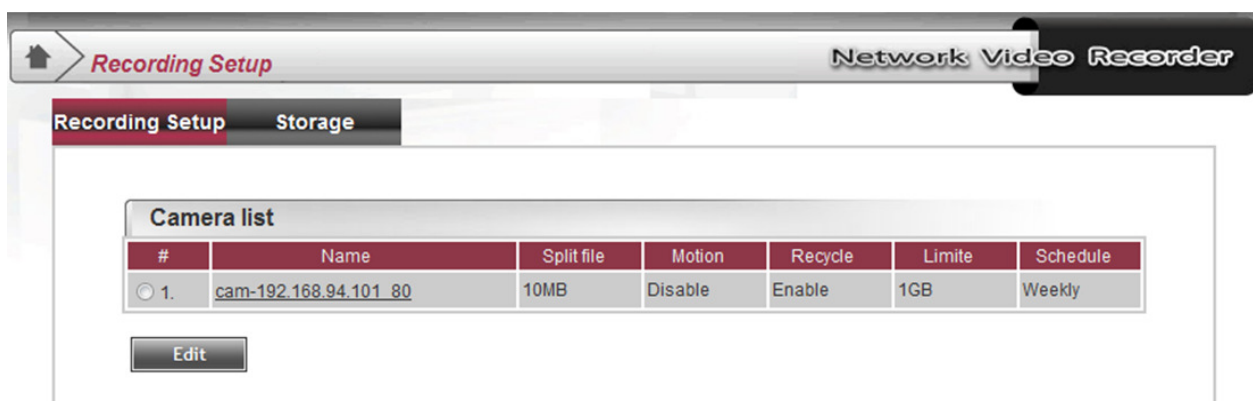 Recording Setup
Network Video Recorder
Recording Setup Storage
Camera list
# Name Split file Motion Recycle Limite Schedule
1. cam-192.168.94.101_80 10MB Disable Enable 1GB Weekly
Edit